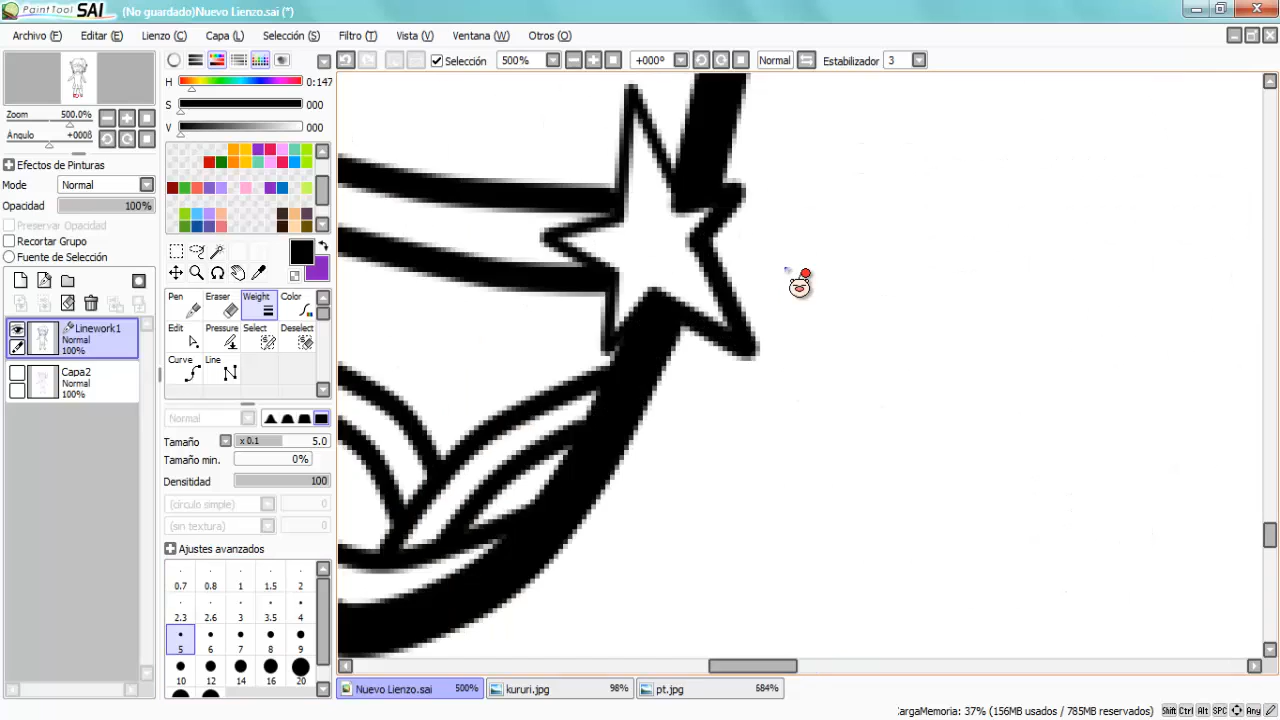 PaintTool SAI (No guardado)Nuevo Lienzo.sai (*)
Archivo (F) Editar (E) Lienzo (C) Capa (L) Selección (S) Filtro (T) Vista (V) Ventana (W) Otros (O)
Selección 500% +000º Normal Estabilizador 3
H 0:147
S 000
V 000
Zoom 500.0%
Ángulo +000ß
Efectos de Pinturas
Modo Normal
Opacidad 100%
Preservar Opacidad
Recortar Grupo
Fuente de Selección
Linework1
Normal
100%
Capa2
Normal
100%
Pen Eraser Weight Color
Edit Pressure Select Deselect
Curve Line
Normal
Tamaño x 0.1 5.0
Tamaño min. 0%
Densitidad 100
(círculo simple) 0
(sin textura) 0
Ajustes avanzados
0.7 0.8 1 1.5 2
2.3 2.6 3 3.5 4
5 6 7 8 9
10 12 14 16 20
Nuevo Lienzo.sai 500% kururi.jpg 98% pt.jpg 684%
argaMemoria: 37% (156MB usados / 785MB reservados) Shift Ctrl Alt SPC Any